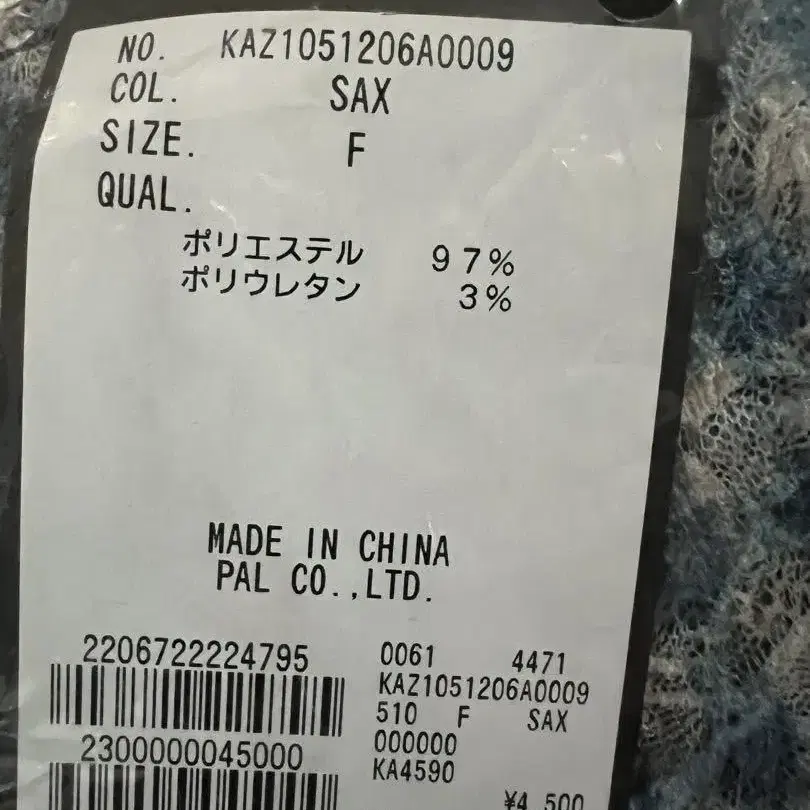 NO. KAZ1051206A0009
COL. SAX
SIZE. F
QUAL.
ポリエステル 97%
ポリウレタン 3%
MADE IN CHINA
PAL CO.,LTD.
2206722224795
2300000045000
0061 4471
KAZ1051206A0009
510 F SAX
000000
KA4590
¥4,500